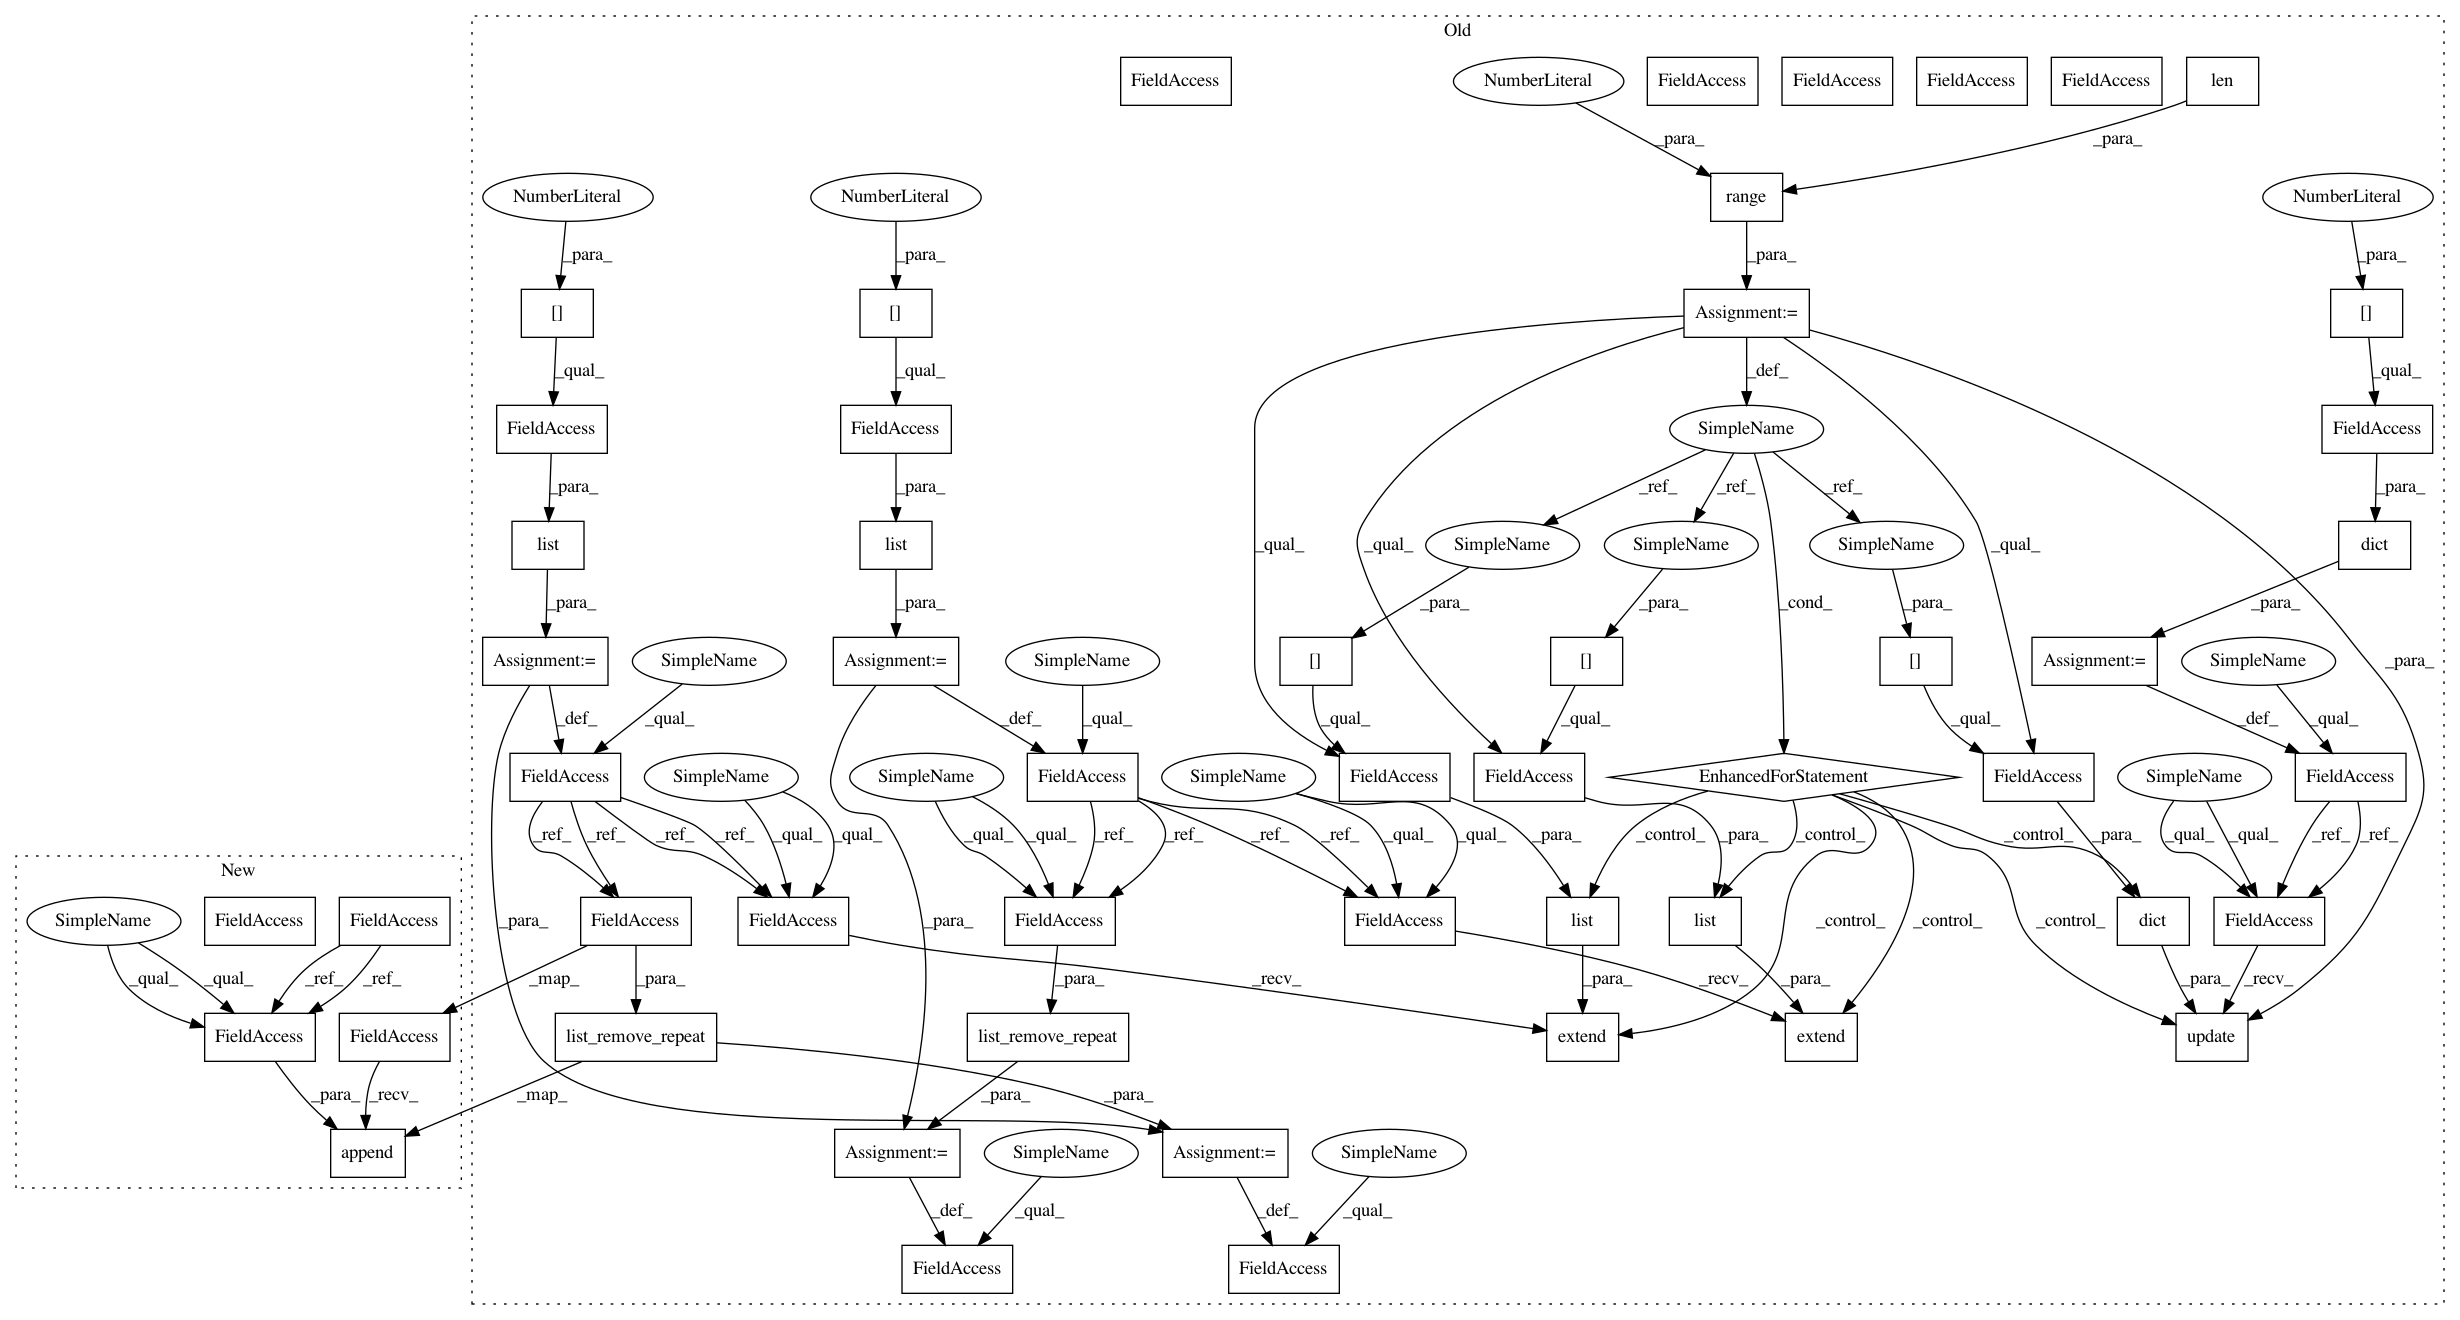 Old
FieldAccess
NumberLiteral
FieldAccess
FieldAccess
FieldAccess
FieldAccess
len
_para_
_para_
NumberLiteral
NumberLiteral
range
NumberLiteral
_para_
_para_
_para_
_para_
[]
[]
Assignment:=
[]
_qual_
_qual_
_def_
_qual_
FieldAccess
FieldAccess
SimpleName
FieldAccess
_para_
_para_
_ref_
_ref_
_ref_
_para_
list
list
_qual_
_qual_
SimpleName
SimpleName
SimpleName
_qual_
dict
_para_
_para_
_para_
_para_
_cond_
_para_
_para_
Assignment:=
SimpleName
Assignment:=
SimpleName
[]
[]
[]
Assignment:=
SimpleName
_para_
_def_
_qual_
_def_
_qual_
_qual_
_qual_
_qual_
_def_
_qual_
FieldAccess
SimpleName
SimpleName
FieldAccess
SimpleName
FieldAccess
FieldAccess
EnhancedForStatement
FieldAccess
SimpleName
FieldAccess
_ref_
_ref_
_ref_
_ref_
_qual_
_qual_
_qual_
_qual_
_ref_
_ref_
_ref_
_ref_
_qual_
_qual_
_para_
_control_
_para_
_control_
_para_
_control_
_qual_
_qual_
_ref_
_ref_
New
SimpleName
FieldAccess
FieldAccess
_para_
FieldAccess
FieldAccess
_para_
FieldAccess
FieldAccess
list
list
_control_
_control_
_control_
dict
FieldAccess
_qual_
_qual_
_ref_
_ref_
_map_
_para_
_recv_
_para_
_para_
_recv_
_para_
_para_
_recv_
FieldAccess
FieldAccess
list_remove_repeat
list_remove_repeat
extend
extend
update
_para_
_recv_
_map_
_para_
_para_
append
Assignment:=
SimpleName
Assignment:=
SimpleName
_def_
_qual_
_def_
_qual_
FieldAccess
FieldAccess